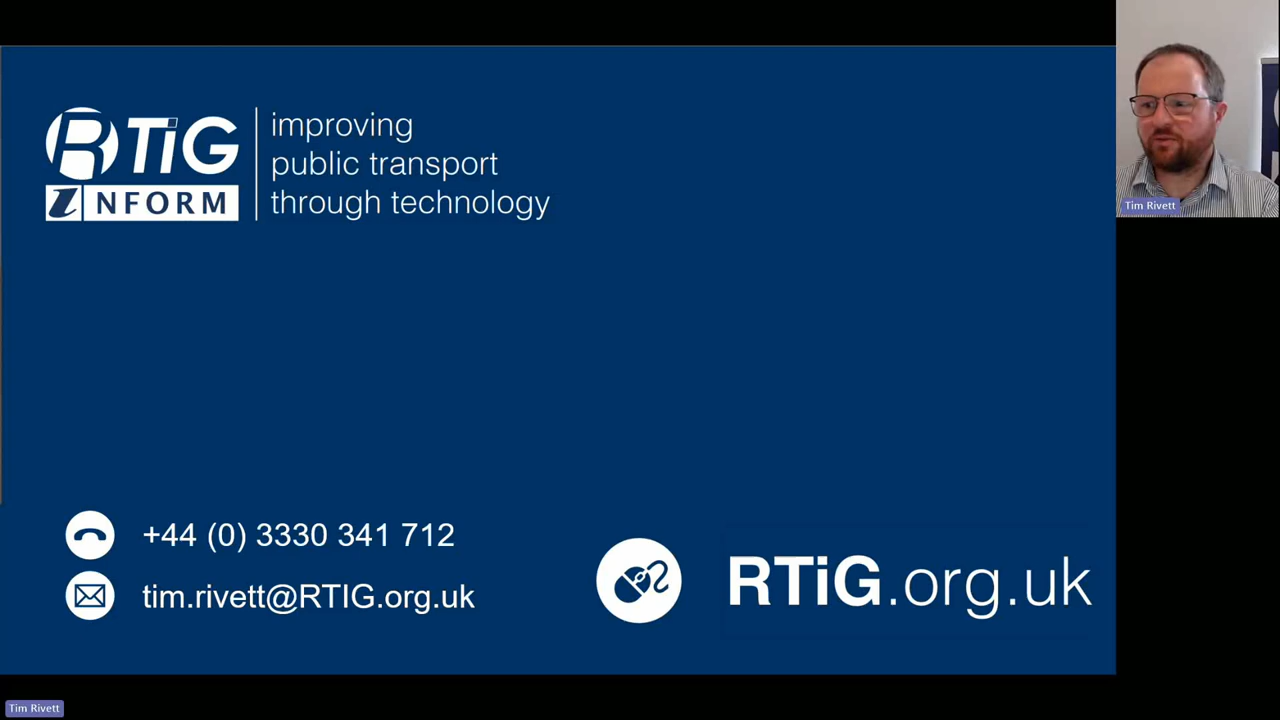 RTiG
iNFORM
improving
public transport
through technology
Tim Rivett
+44 (0) 3330 341 712
tim.rivett@RTIG.org.uk
RTiG.org.uk
Tim Rivett